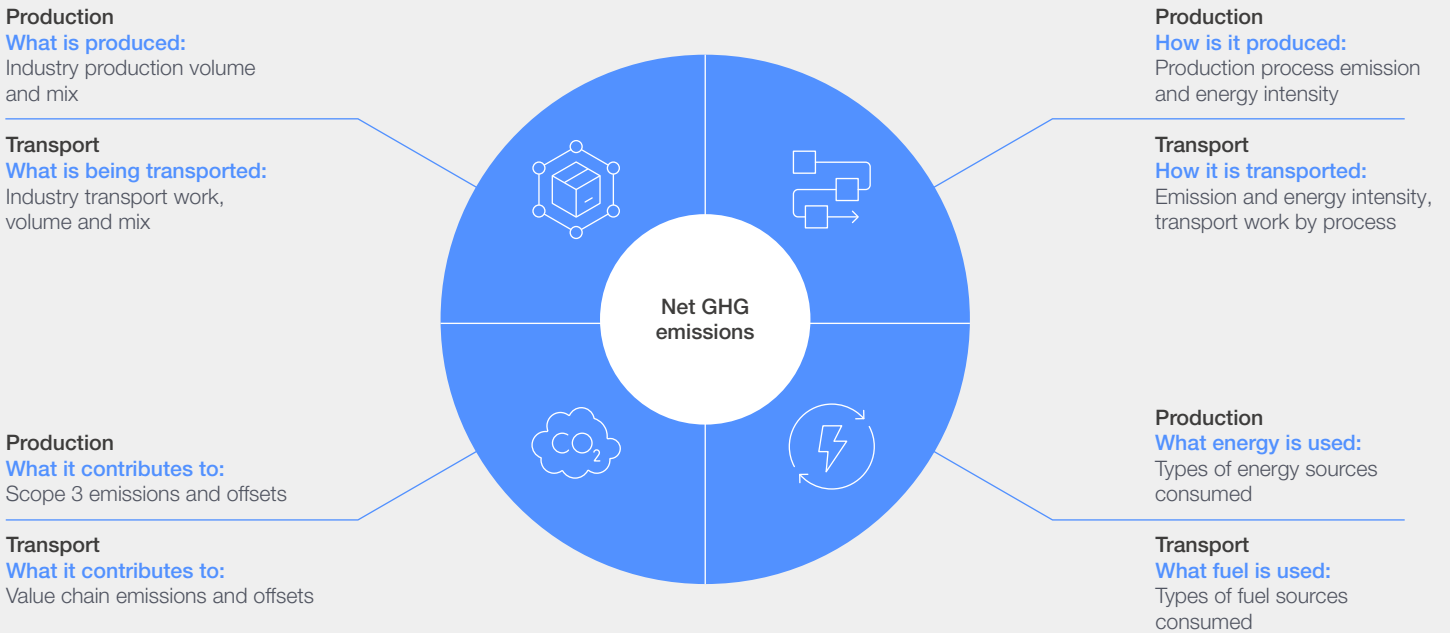 Production
What is produced:
Industry production volume
and mix
Transport
What is being transported:
Industry transport work,
volume and mix
Production
How is it produced:
Production process emission
and energy intensity
Transport
How it is transported:
Emission and energy intensity,
transport work by process
Net GHG
emissions
CO2
Production
What it contributes to:
Scope 3 emissions and offsets
Transport
What it contributes to:
Value chain emissions and offsets
Production
What energy is used:
Types of energy sources
consumed
Transport
What fuel is used:
Types of fuel sources
consumed